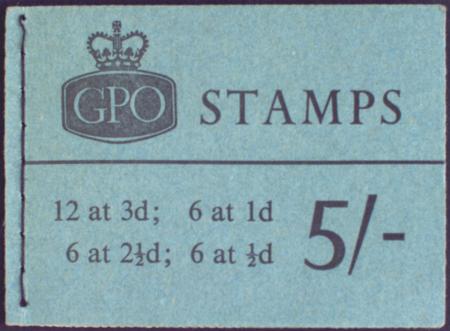 GPO STAMPS
12 at 3d; 6 at 1d
6 at 2½d; 6 at ½d
5/-